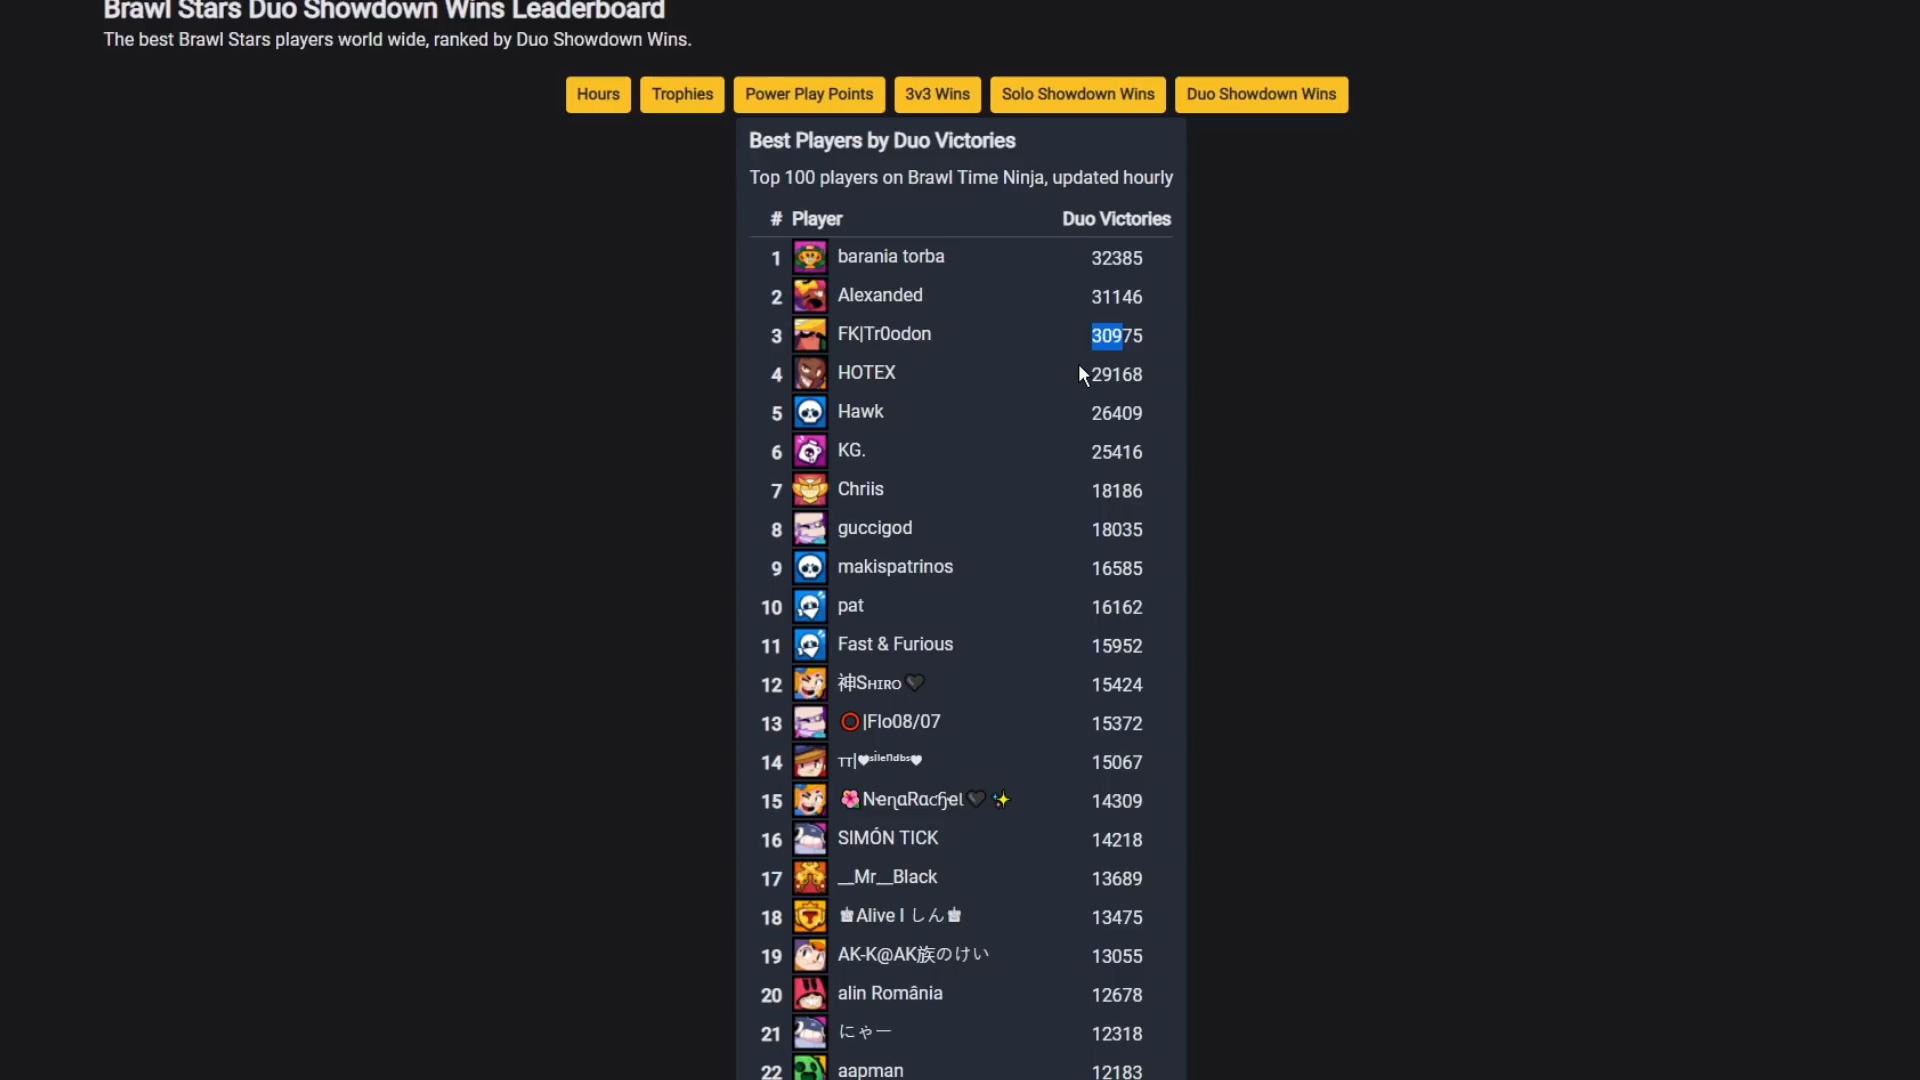 Brawl Stars Duo Showdown Wins Leaderboard
The best Brawl Stars players world wide, ranked by Duo Showdown Wins.
Hours Trophies Power Play Points 3v3 Wins Solo Showdown Wins Duo Showdown Wins
Best Players by Duo Victories
Top 100 players on Brawl Time Ninja, updated hourly
# Player Duo Victories
1 barania torba 32385
2 Alexanded 31146
3 FK|Tr0odon 30975
4 HOTEX 29168
5 Hawk 26409
6 KG. 25416
7 Chriis 18186
8 guccigod 18035
9 makispatrinos 16585
10 pat 16162
11 Fast & Furious 15952
12 神Sʜɪʀᴏ🖤 15424
13 ⭕|Flo08/07 15372
14 ᴛᴛ|♥ˢⁱˡᵉⁿᵈᵇˢ♥ 15067
15 🌺NҽɳαRαƈɧҽʅ🖤✨ 14309
16 SIMÓN TICK 14218
17 __Mr__Black 13689
18 ♚Alive l しん♚ 13475
19 AK-K@AK族のけい 13055
20 alin România 12678
21 にゃー 12318
22 aapman 12183